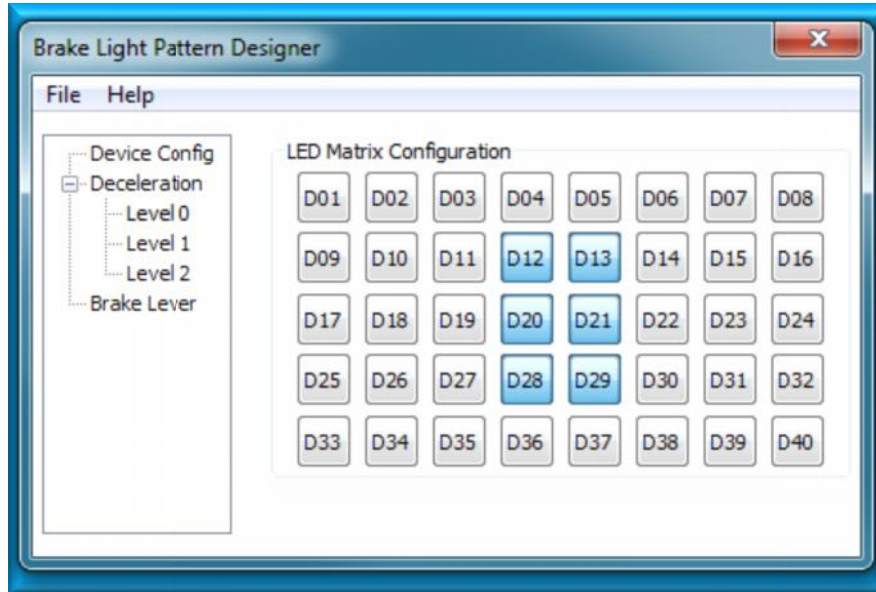 Brake Light Pattern Designer
File Help
Device Config
Deceleration
Level 0
Level 1
Level 2
Brake Lever
LED Matrix Configuration
D01 D02 D03 D04 D05 D06 D07 D08
D09 D10 D11 D12 D13 D14 D15 D16
D17 D18 D19 D20 D21 D22 D23 D24
D25 D26 D27 D28 D29 D30 D31 D32
D33 D34 D35 D36 D37 D38 D39 D40